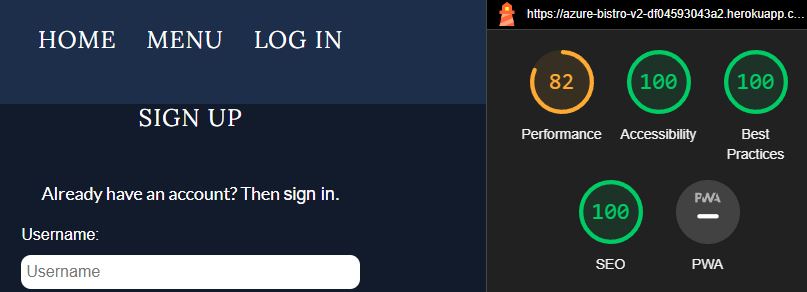 HOME MENU LOG IN
SIGN UP
Already have an account? Then sign in.
Username:
Username
https://azure-bistro-v2-df04593043a2.herokuapp.c...
82 100 100
Performance Accessibility Best
Practices
100 PWA
SEO PWA